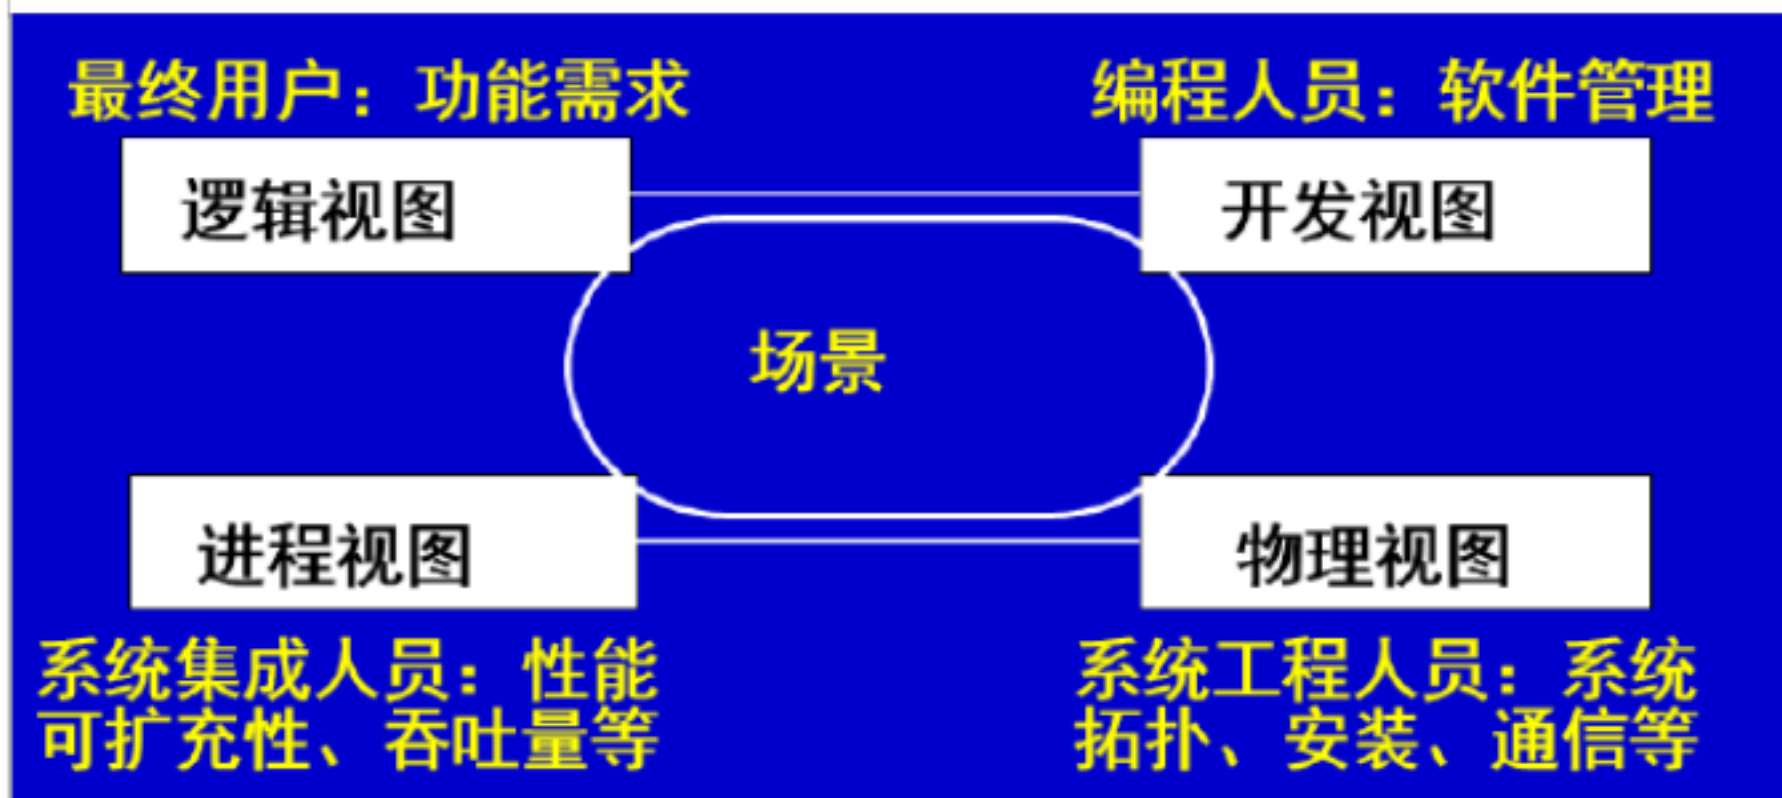 最终用户：功能需求
编程人员：软件管理
逻辑视图
开发视图
场景
进程视图
物理视图
系统集成人员：性能
可扩充性、吞吐量等
系统工程人员：系统
拓扑、安装、通信等